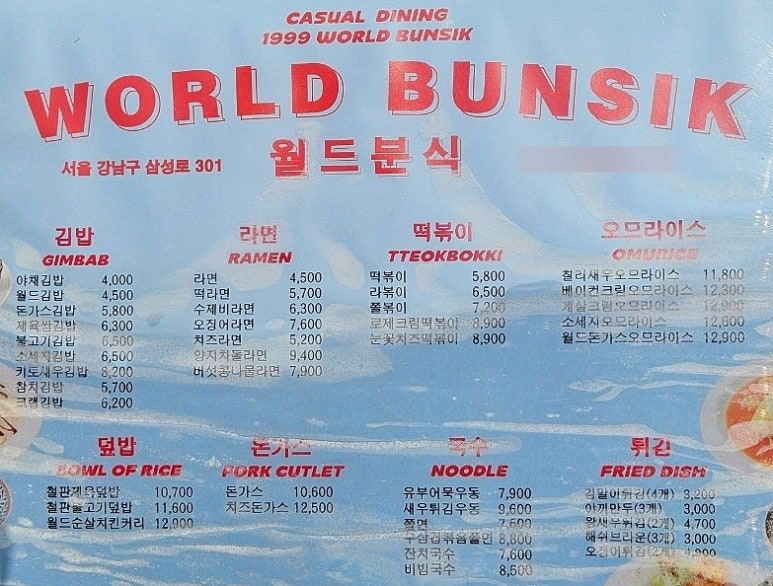 CASUAL DINING
1999 WORLD BUNSIK
WORLD BUNSIK
서울 강남구 삼성로 301
월드분식
김밥
GIMBAB
야채김밥 4,000
월드김밥 4,500
돈가스김밥 5,800
제육쌈김밥 6,300
불고기김밥 6,500
소세지김밥 6,500
키토새우김밥 8,200
참치김밥 5,700
크랩김밥 6,200
라면
RAMEN
라면 4,500
떡라면 5,700
수제비라면 6,300
오징어라면 7,600
치즈라면 5,200
양지차돌라면 9,400
버섯콩나물라면 7,900
떡볶이
TTEOKBOKKI
떡볶이 5,800
라볶이 6,500
쫄볶이 7,200
로제크림떡볶이 8,900
눈꽃치즈떡볶이 8,900
오므라이스
OMURICE
칠리새우오므라이스 11,800
베이컨크림오므라이스 12,300
게살크림오므라이스 12,900
소세지오므라이스 12,600
월드돈가스오므라이스 12,900
덮밥
BOWL OF RICE
철판제육덮밥 10,700
철판불고기덮밥 11,600
월드순살치킨커리 12,900
돈가스
PORK CUTLET
돈가스 10,600
치즈돈가스 12,500
국수
NOODLE
유부어묵우동 7,900
새우튀김우동 9,600
쫄면 7,500
우삼겹볶음쫄면 8,800
잔치국수 7,600
비빔국수 8,500
튀김
FRIED DISH
김말이튀김(4개) 3,200
야끼만두(3개) 3,000
왕새우튀김(2개) 4,700
해쉬브라운(3개) 3,000
오징어튀김(2개)